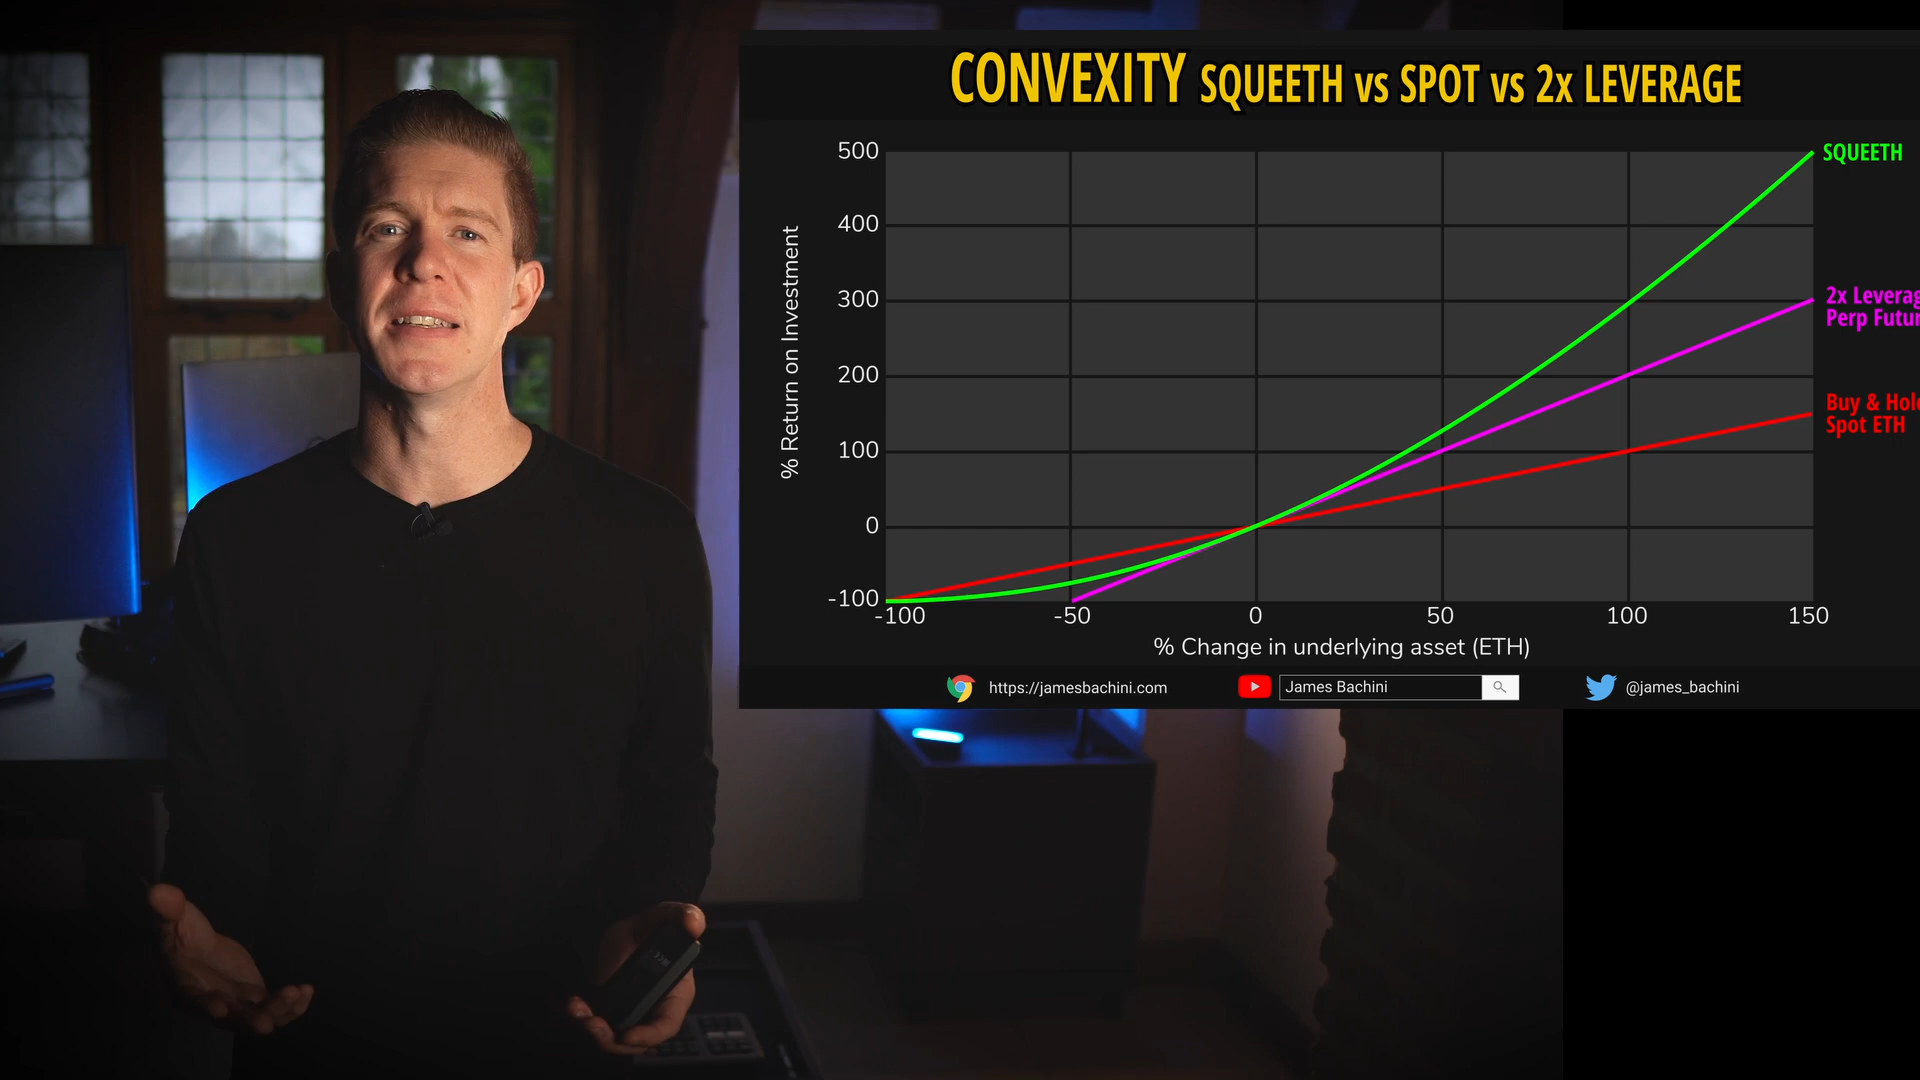 CONVEXITY SQUEETH vs SPOT vs 2x LEVERAGE
500
400
300
200
100
0
-100
% Return on Investment
SQUEETH
2x Leverag
Perp Futur
Buy & Hol
Spot ETH
-100
-50
0
50
100
150
% Change in underlying asset (ETH)
https://jamesbachini.com
James Bachini
@james_bachini